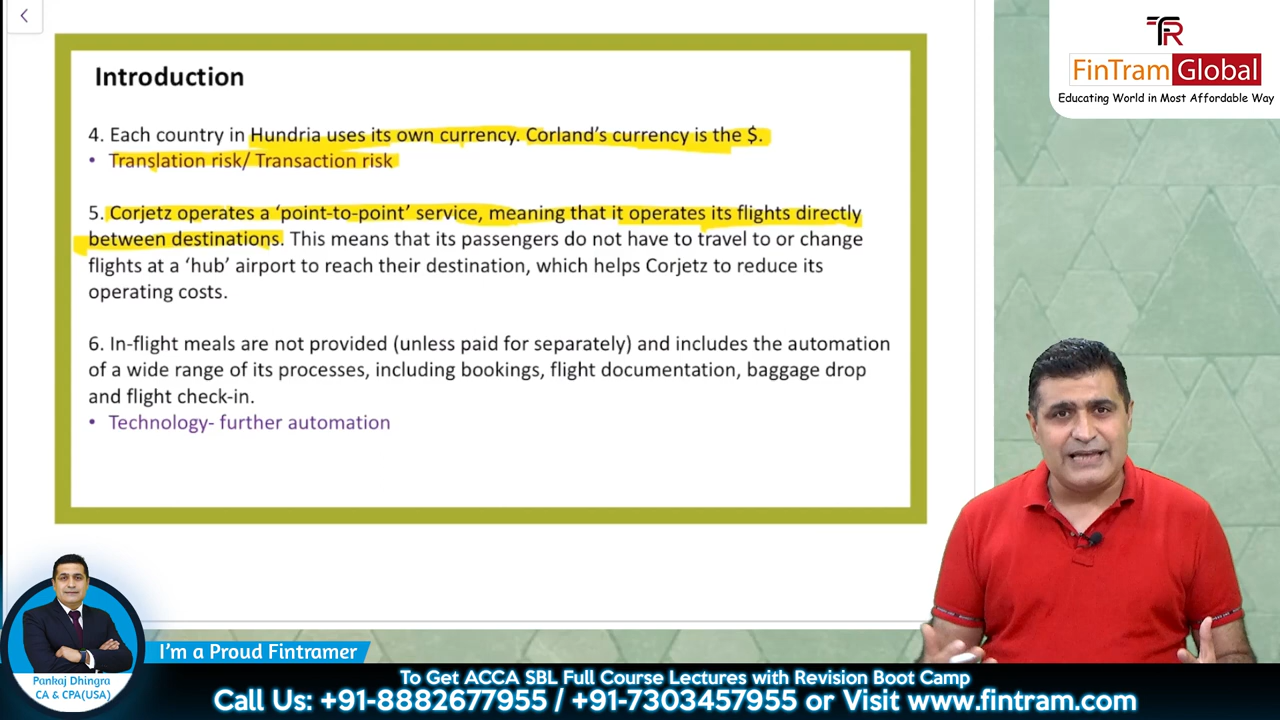 Introduction
4. Each country in Hundria uses its own currency. Corland's currency is the $.
• Translation risk/ Transaction risk
5. Corjetz operates a 'point-to-point' service, meaning that it operates its flights directly
between destinations. This means that its passengers do not have to travel to or change
flights at a 'hub' airport to reach their destination, which helps Corjetz to reduce its
operating costs.
6. In-flight meals are not provided (unless paid for separately) and includes the automation
of a wide range of its processes, including bookings, flight documentation, baggage drop
and flight check-in.
• Technology- further automation
FinTram Global
Educating World in Most Affordable Way
I'm a Proud Fintramer
Pankaj Dhingra
CA & CPA(USA)
To Get ACCA SBL Full Course Lectures with Revision Boot Camp
Call Us: +91-8882677955 / +91-7303457955 or Visit www.fintram.com